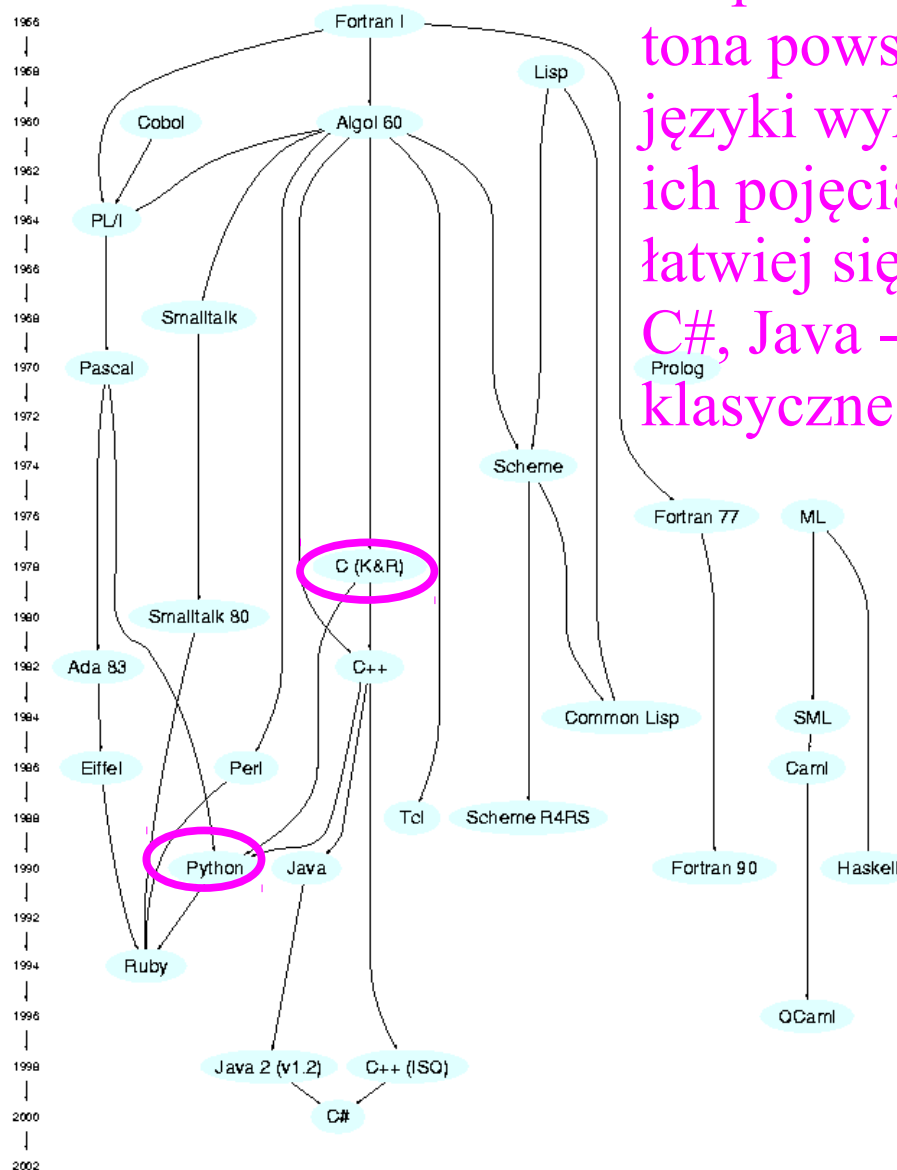 tona pows
języki wyk
ich pojęcia
łatwiej się
C#, Java -
klasyczne
1956
Fortran I
1958
Lisp
1960
Cobol
Algol 60
1962
1964
PL/I
1966
1968
Smalltalk
1970
Pascal
Prolog
1972
1974
Scheme
1976
Fortran 77
ML
1978
C (K&R)
1980
Smalltalk 80
1982
Ada 83
C++
1984
Common Lisp
SML
1986
Eiffel
Perl
Caml
1988
Tcl
Scheme R4RS
1990
Python
Java
Fortran 90
Haskell
1992
1994
Ruby
1996
OCaml
1998
Java 2 (v1.2)
C++ (ISO)
2000
C#
2002